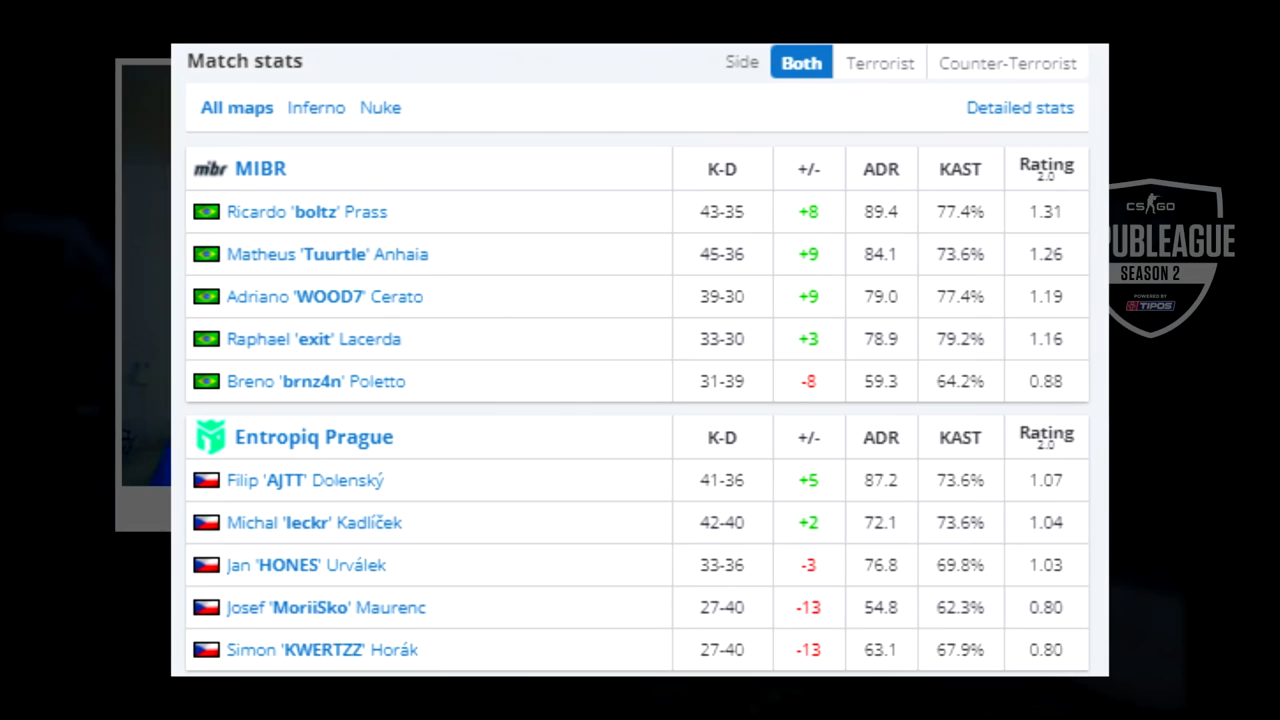 Match stats Side Both Terrorist Counter-Terrorist
All maps Inferno Nuke Detailed stats
mibr MIBR K-D +/- ADR KAST Rating 2.0
Ricardo 'boltz' Prass 43-35 +8 89.4 77.4% 1.31
Matheus 'Tuurtle' Anhaia 45-36 +9 84.1 73.6% 1.26
Adriano 'WOOD7' Cerato 39-30 +9 79.0 77.4% 1.19
Raphael 'exit' Lacerda 33-30 +3 78.9 79.2% 1.16
Breno 'brnz4n' Poletto 31-39 -8 59.3 64.2% 0.88
Entropiq Prague K-D +/- ADR KAST Rating 2.0
Filip 'AJTT' Dolenský 41-36 +5 87.2 73.6% 1.07
Michal 'leckr' Kadlíček 42-40 +2 72.1 73.6% 1.04
Jan 'HONES' Urválek 33-36 -3 76.8 69.8% 1.03
Josef 'MoriiSko' Maurenc 27-40 -13 54.8 62.3% 0.80
Simon 'KWERTZZ' Horák 27-40 -13 63.1 67.9% 0.80
CS GO
UBLEAGUE
SEASON 2
POWERED BY
TIPOS